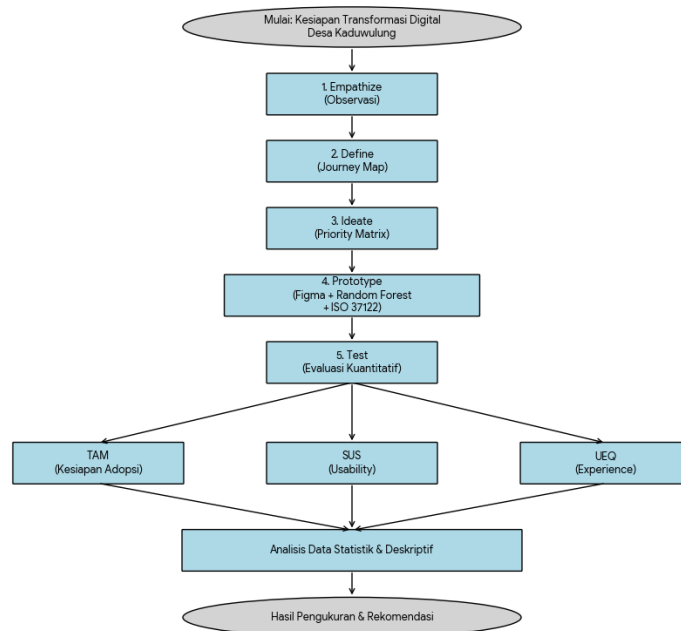 Mulai: Kesiapan Transformasi Digital
Desa Kaduwulung
1. Empathize
(Observasi)
2. Define
(Journey Map)
3. Ideate
(Priority Matrix)
4. Prototype
(Figma + Random Forest
+ ISO 37122)
5. Test
(Evaluasi Kuantitatif)
TAM
(Kesiapan Adopsi)
SUS
(Usability)
UEQ
(Experience)
Analisis Data Statistik & Deskriptif
Hasil Pengukuran & Rekomendasi